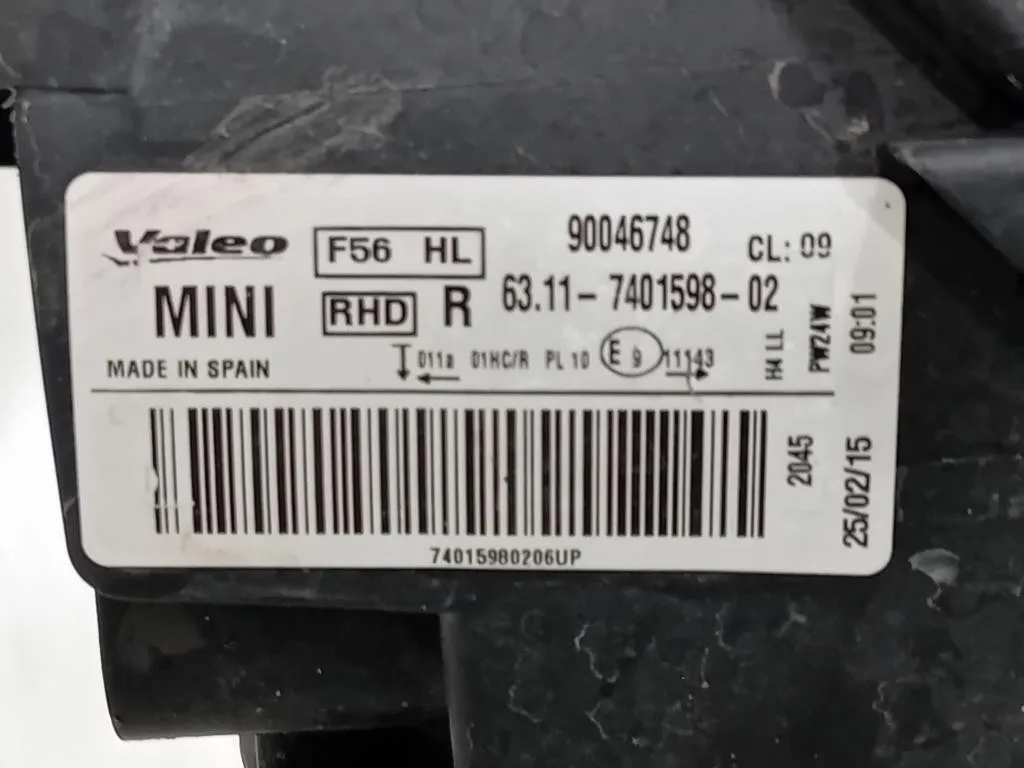 Valeo
F56 HL
90046748
CL: 09
MINI
RHD R
63.11-7401598-02
MADE IN SPAIN
011a 01HC/R PL 10 E 9 11143
H4 LL
PW24W
09:01
2045
25/02/15
74015980206UP